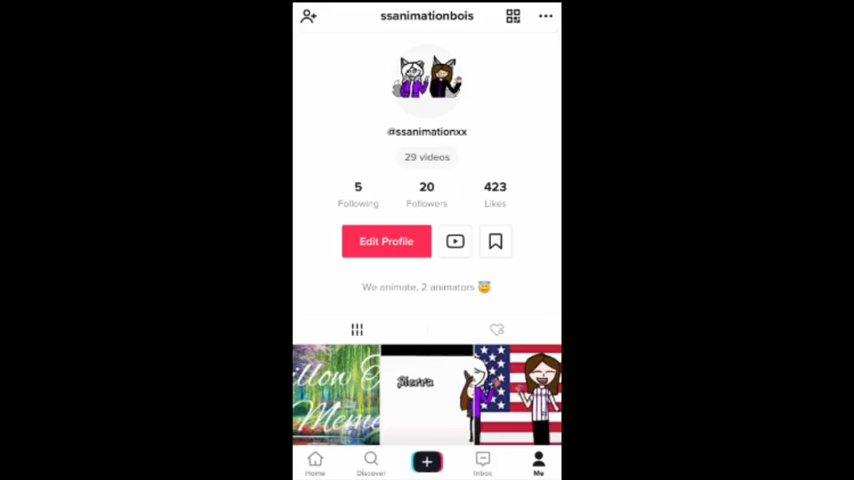 ssanimationbois
@ssanimationxx
29 videos
5
Following
20
Followers
423
Likes
Edit Profile
We animate, 2 animators 😇
Sierra
Home
Discover
Inbox
Me